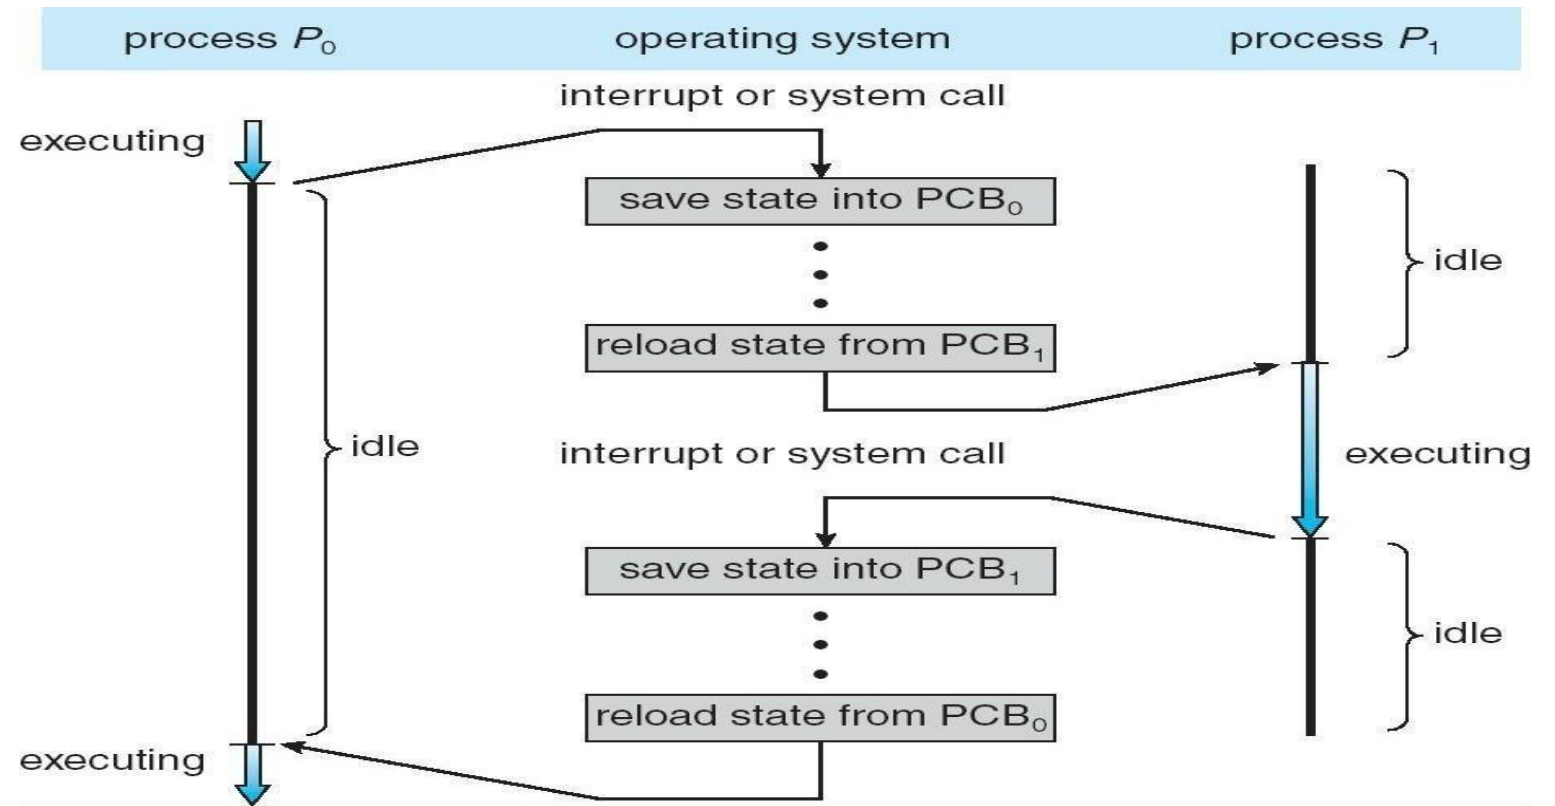 process P₀ operating system process P₁
interrupt or system call
executing
save state into PCB₀
idle
reload state from PCB₁
idle
interrupt or system call
executing
save state into PCB₁
idle
reload state from PCB₀
executing